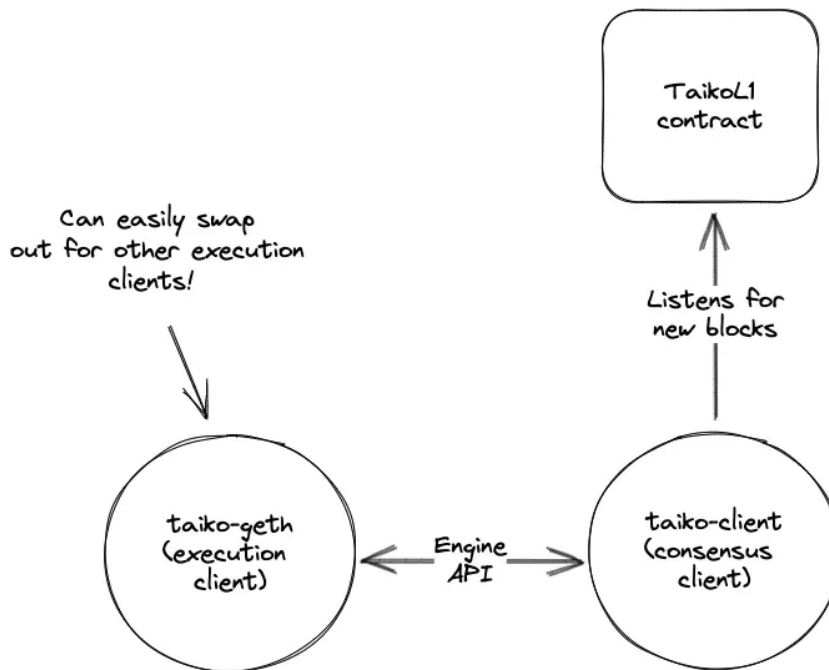 TaikoL1
contract
Can easily swap
out for other execution
clients!
Listens for
new blocks
taiko-geth
(execution
client)
Engine
API
taiko-client
(consensus
client)